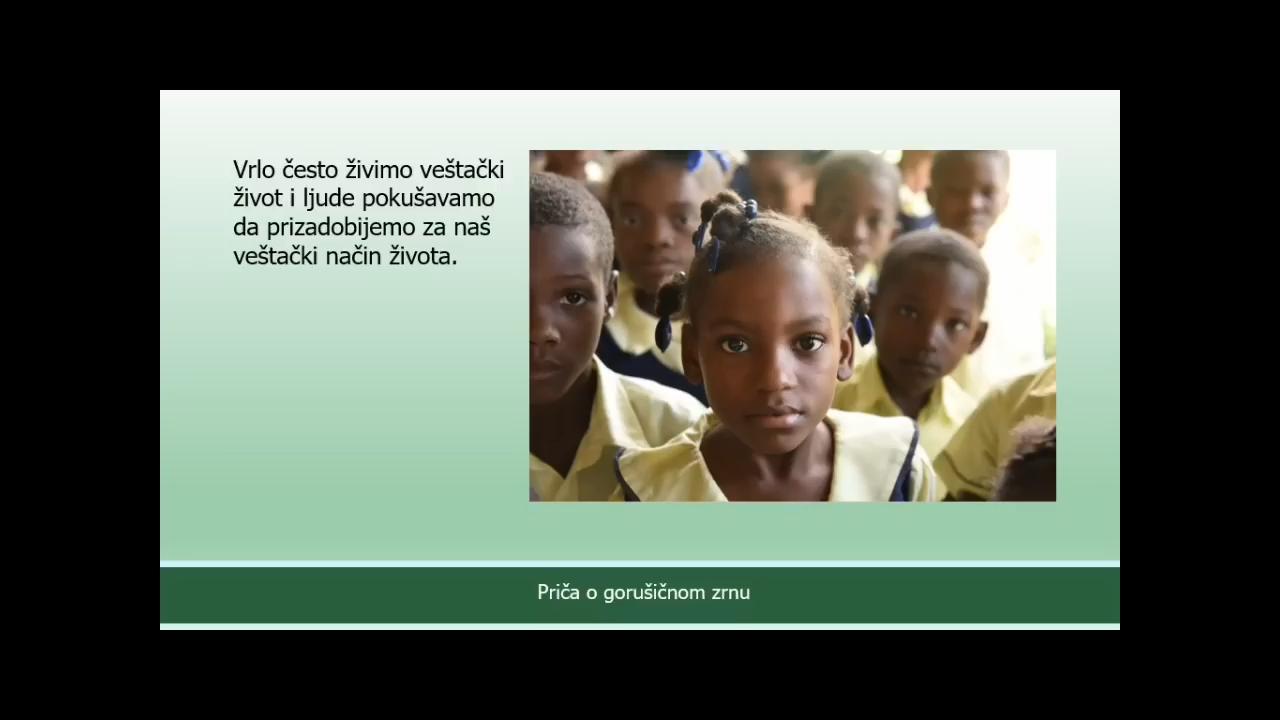 Vrlo često živimo veštački
život i ljude pokušavamo
da prizadobijemo za naš
veštački način života.
Priča o gorušičnom zrnu